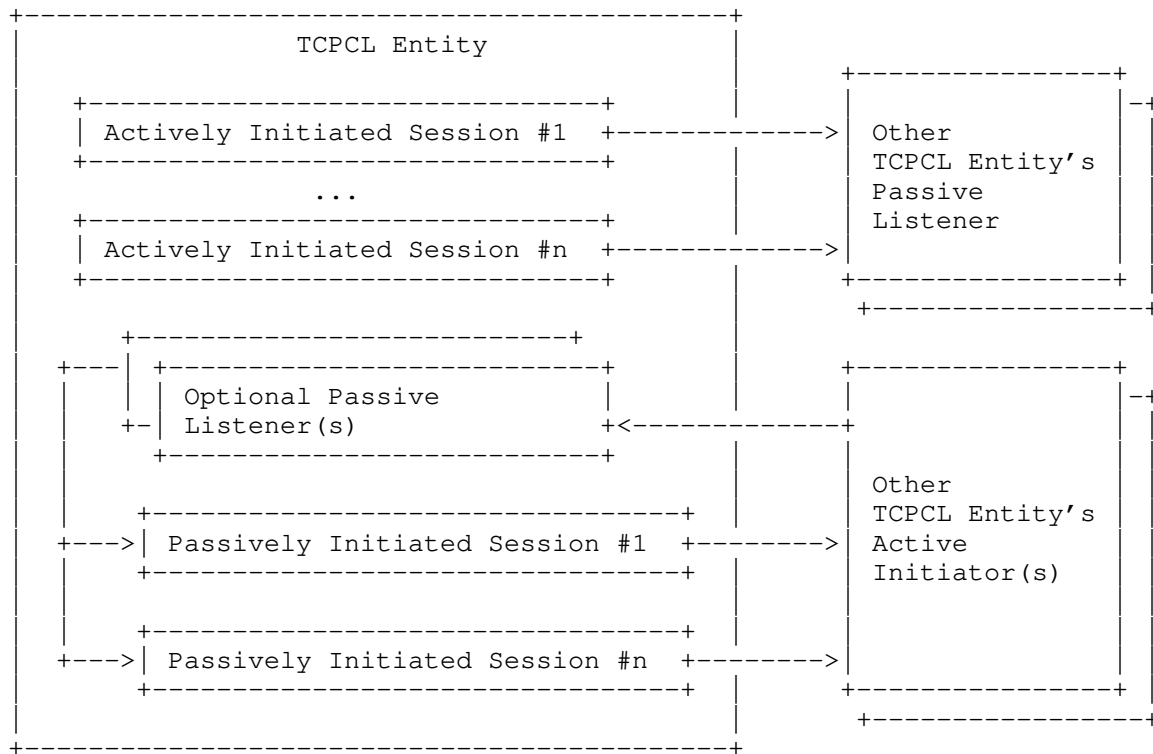 TCPCL Entity
Actively Initiated Session #1
Other
TCPCL Entity's
Passive
Listener
...
Actively Initiated Session #n
Optional Passive
Listener(s)
Other
TCPCL Entity's
Active
Initiator(s)
Passively Initiated Session #1
Passively Initiated Session #n